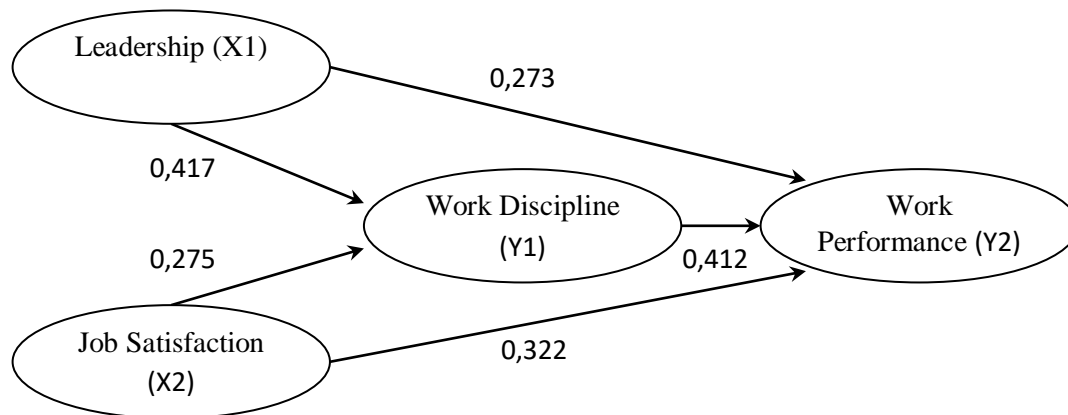 Leadership (X1)
0,273
0,417
Work Discipline
(Y1)
Work
Performance (Y2)
0,275
0,412
Job Satisfaction
(X2)
0,322